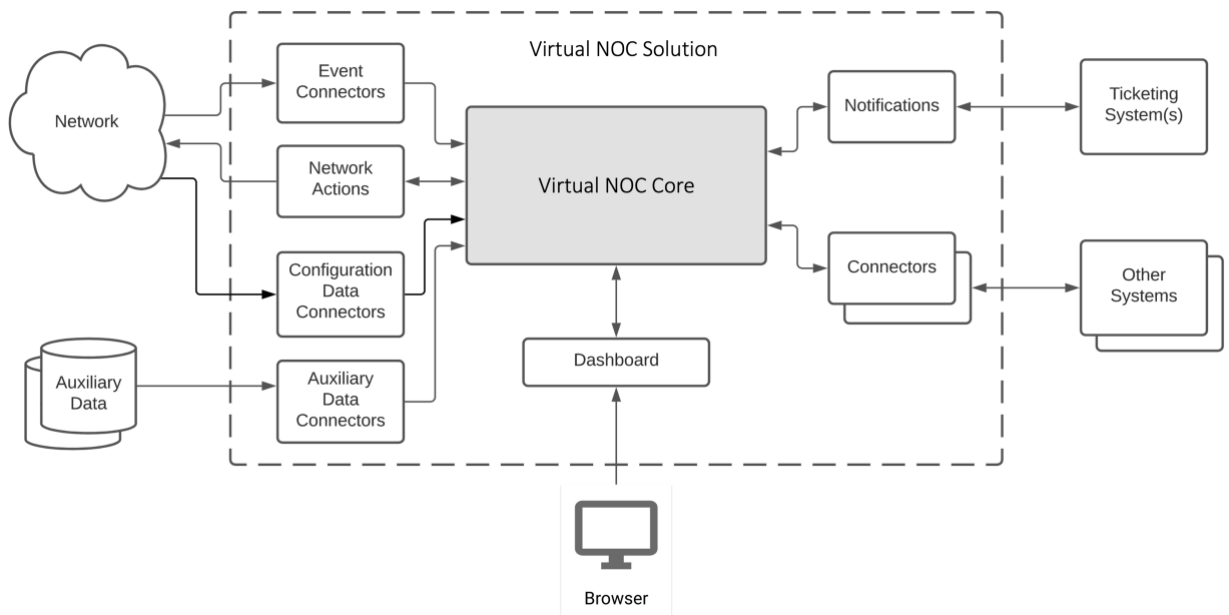 Virtual NOC Solution
Network
Event
Connectors
Network
Actions
Configuration
Data
Connectors
Auxiliary
Data
Auxiliary
Data
Connectors
Virtual NOC Core
Dashboard
Browser
Notifications
Connectors
Ticketing
System(s)
Other
Systems